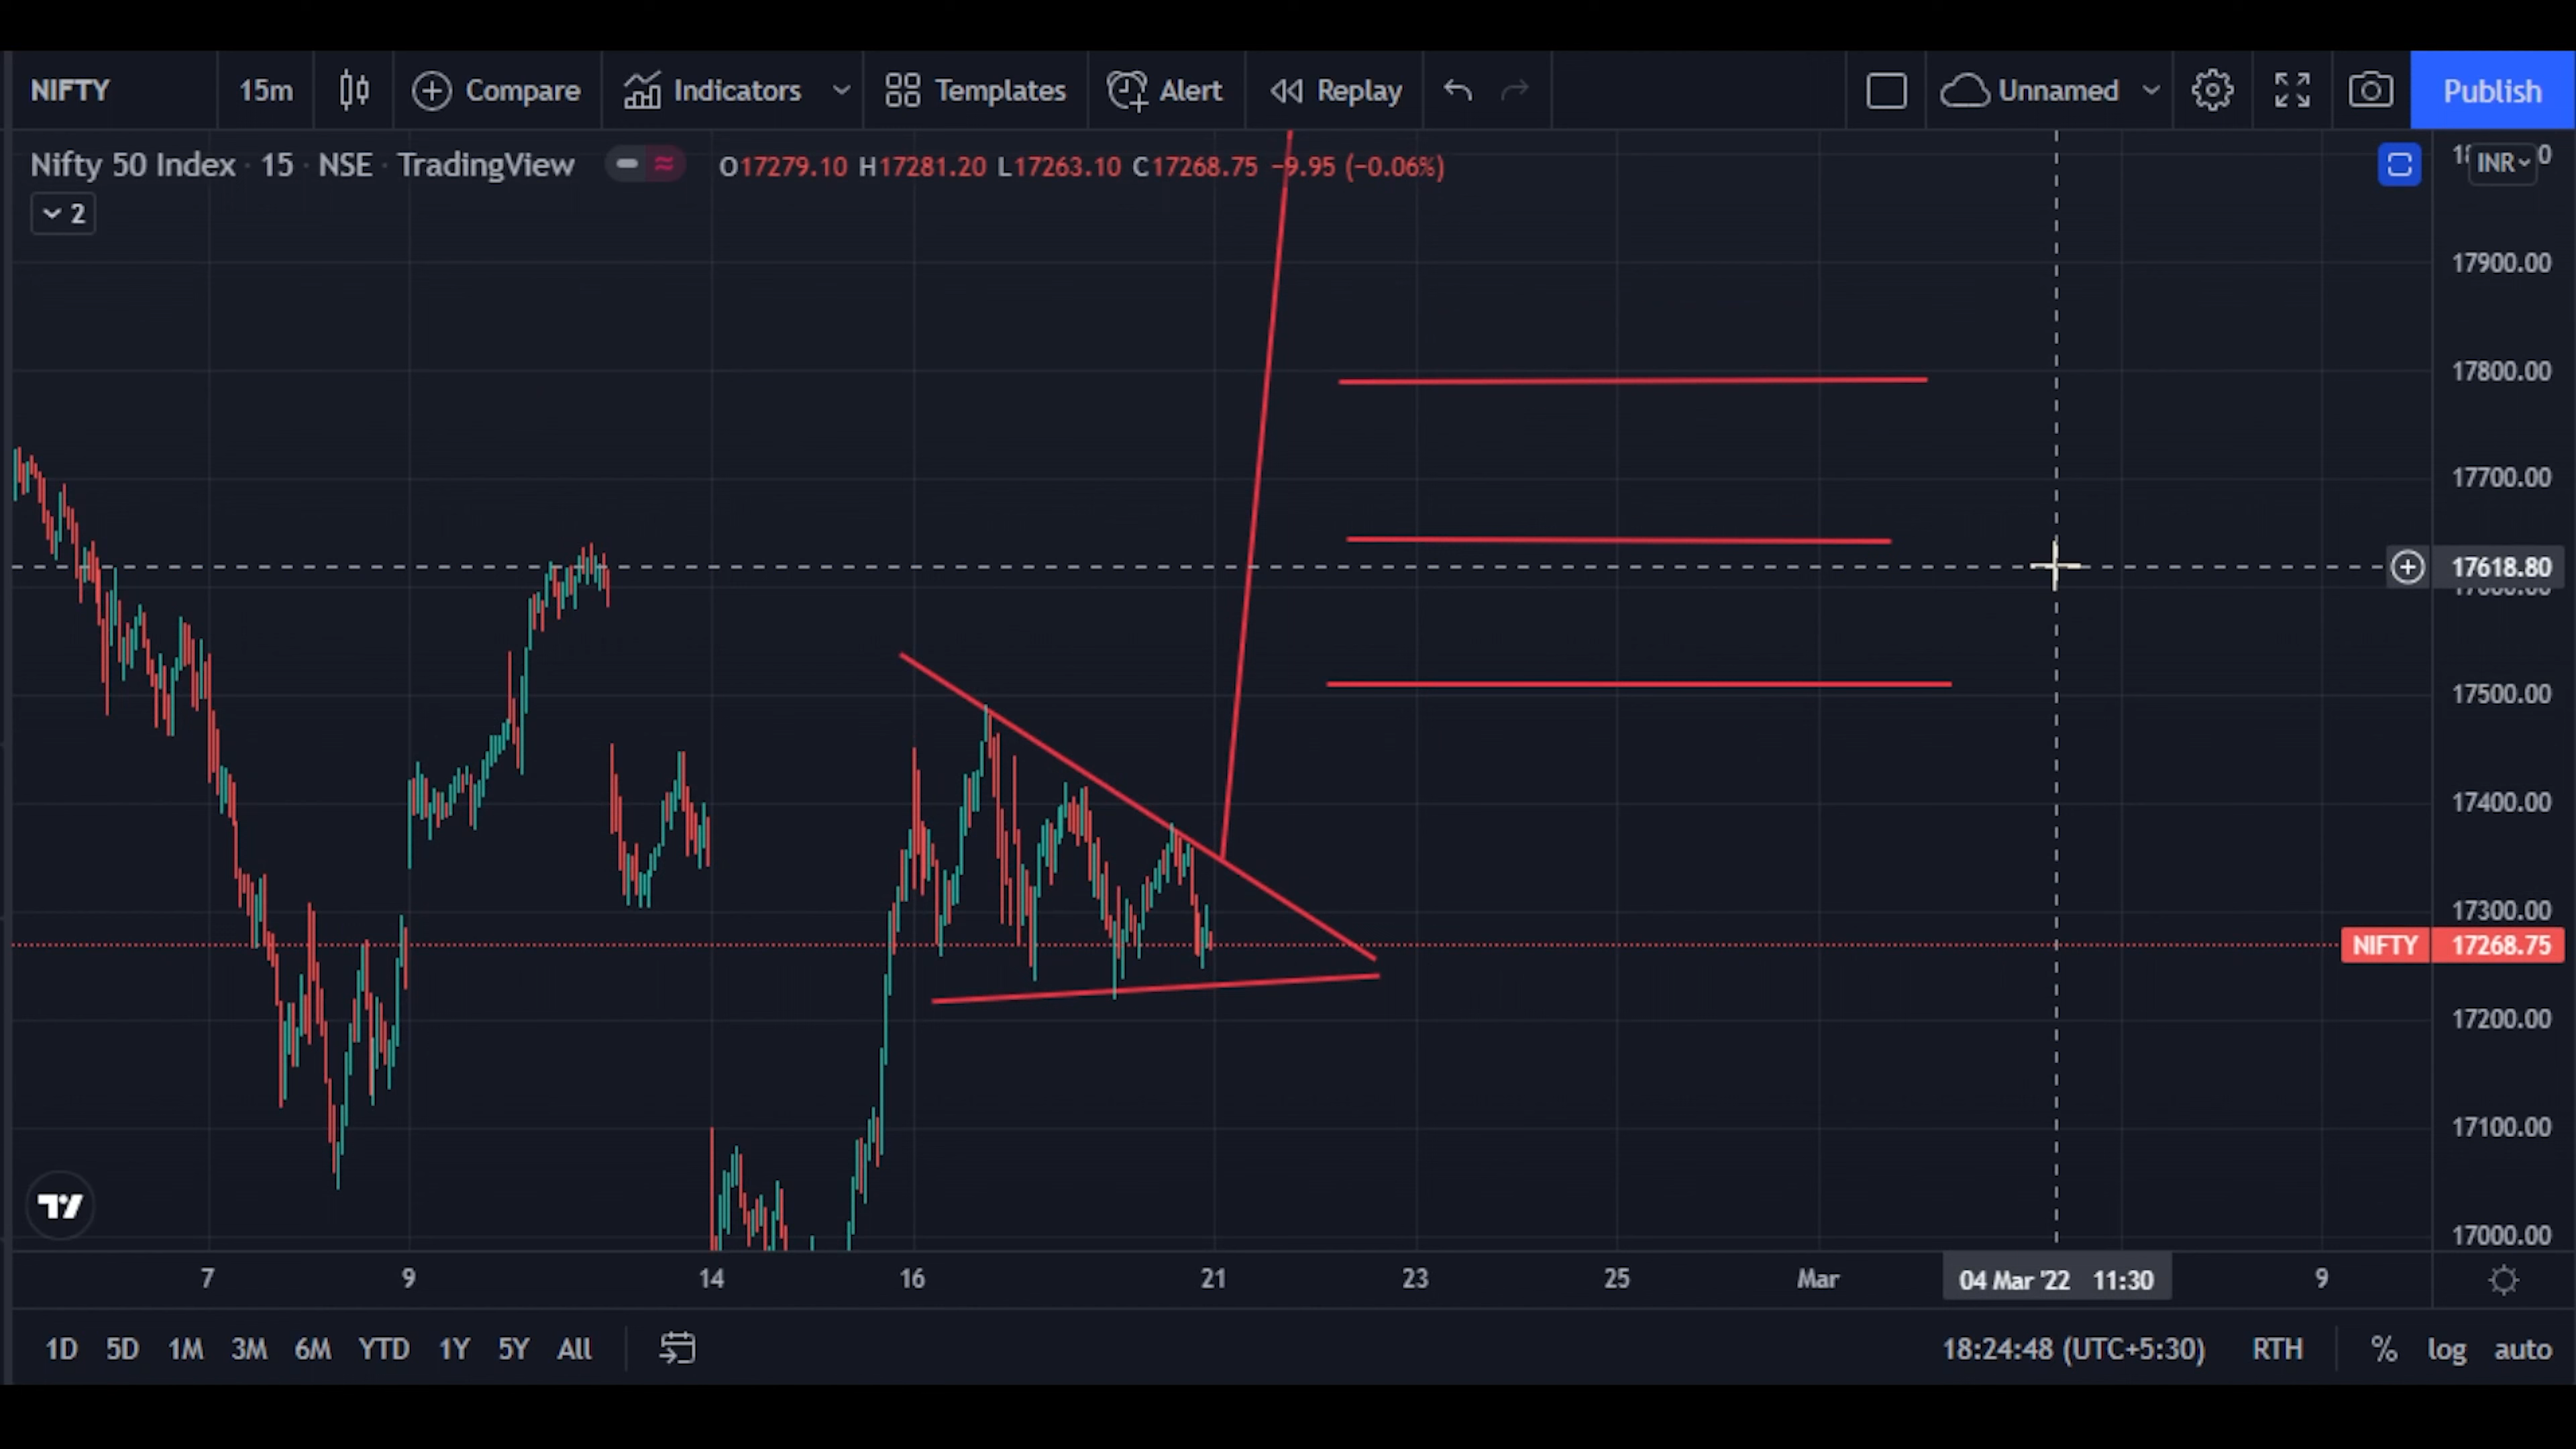 NIFTY 15m Compare Indicators Templates Alert Replay Unnamed Publish
Nifty 50 Index · 15 · NSE · TradingView O17279.10 H17281.20 L17263.10 C17268.75 −9.95 (−0.06%)
INR
2
17900.00
17800.00
17700.00
17618.80
17500.00
17400.00
17300.00
NIFTY 17268.75
17200.00
17100.00
17000.00
7 9 14 16 21 23 25 Mar 04 Mar '22 11:30 9
1D 5D 1M 3M 6M YTD 1Y 5Y All 18:24:48 (UTC+5:30) RTH % log auto